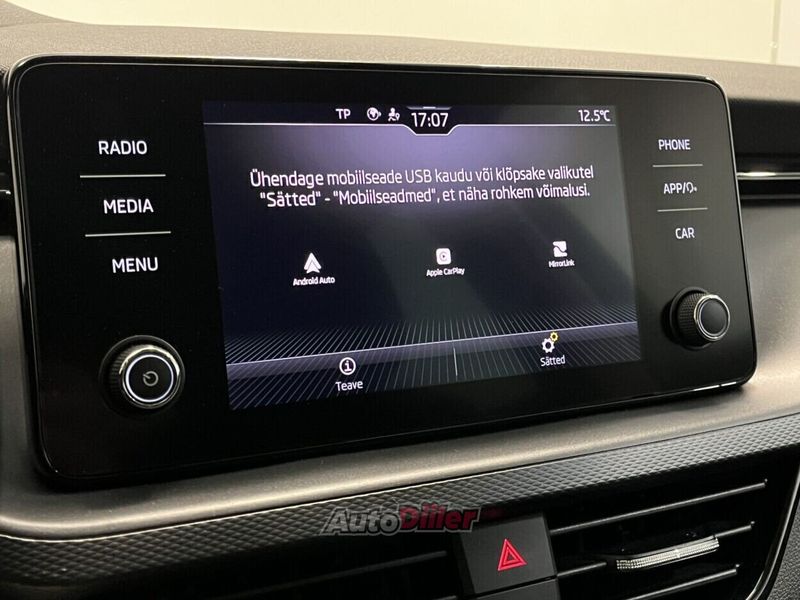 TP 17:07 12.5°C
RADIO
MEDIA
MENU
Ühendage mobiilseade USB kaudu või klõpsake valikutel
"Sätted" - "Mobiilseadmed", et näha rohkem võimalusi.
Android Auto Apple CarPlay MirrorLink
Teave Sätted
PHONE
APP/
CAR
AutoDiiler